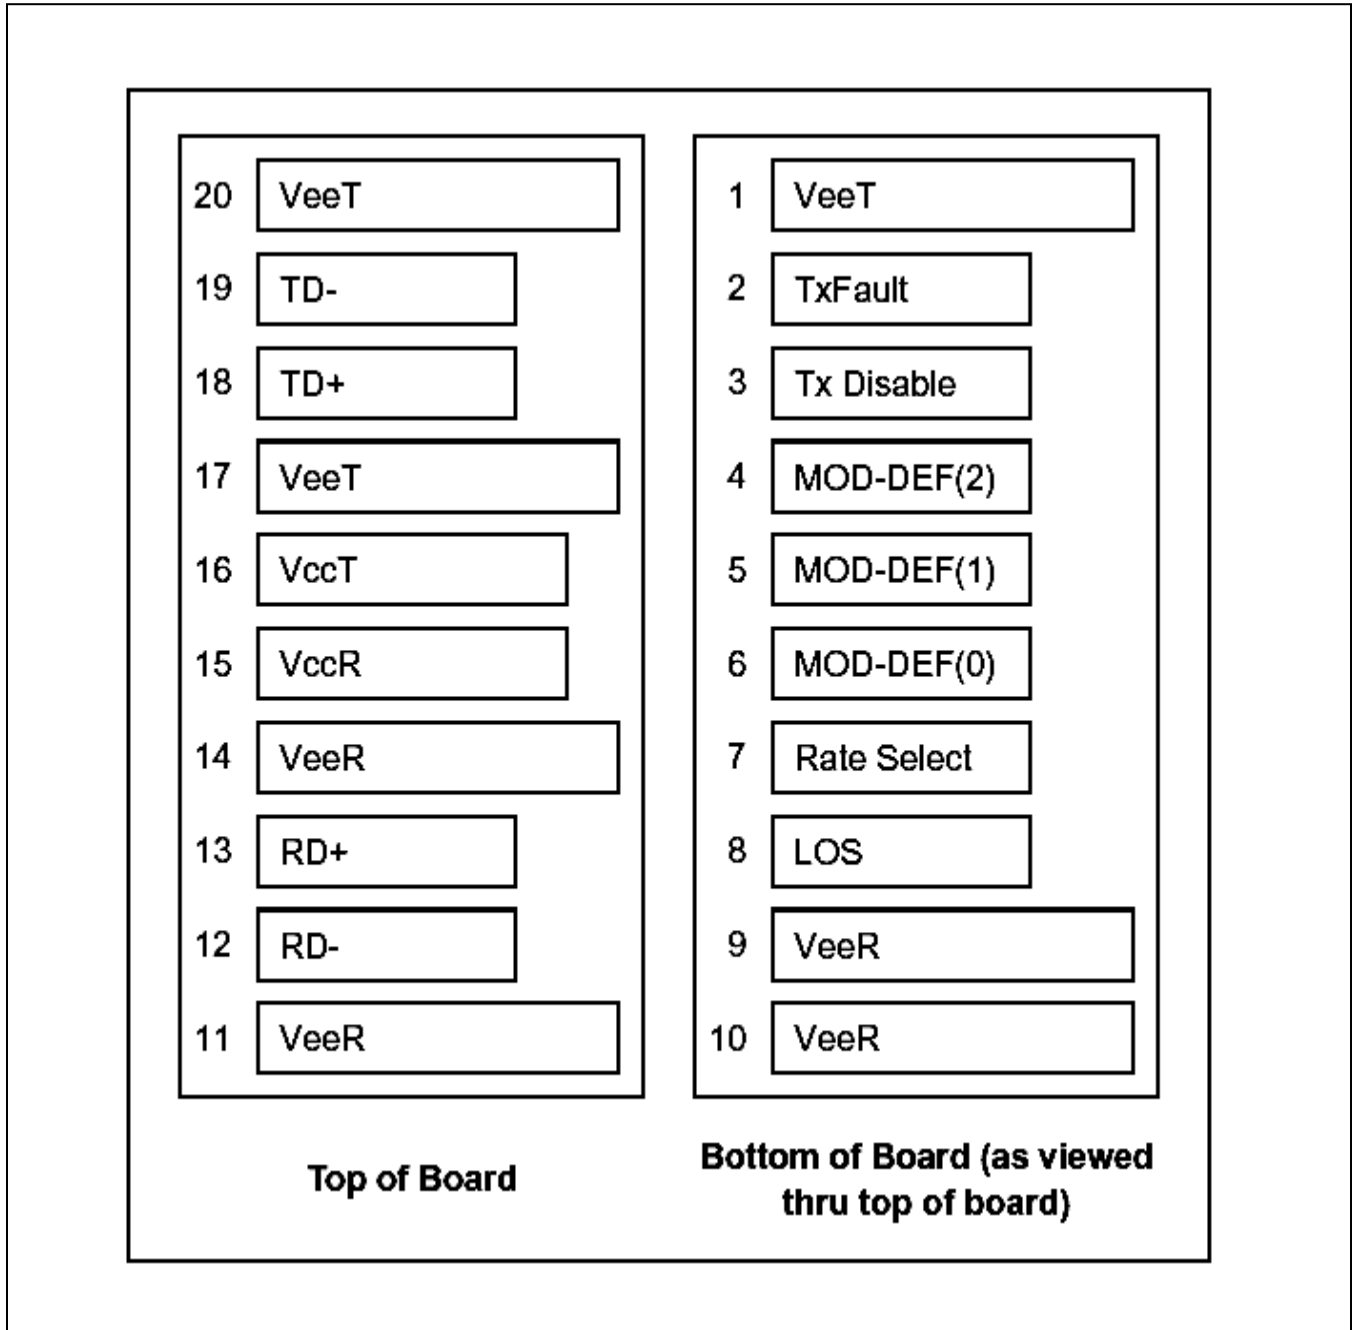 20 VeeT
19 TD-
18 TD+
17 VeeT
16 VccT
15 VccR
14 VeeR
13 RD+
12 RD-
11 VeeR
Top of Board
1 VeeT
2 TxFault
3 Tx Disable
4 MOD-DEF(2)
5 MOD-DEF(1)
6 MOD-DEF(0)
7 Rate Select
8 LOS
9 VeeR
10 VeeR
Bottom of Board (as viewed
thru top of board)